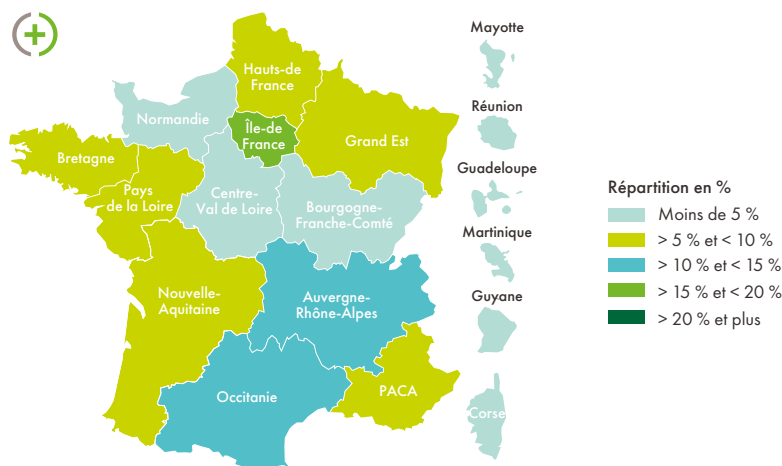 Mayotte
Hauts-de
France
Réunion
Normandie
Île-de
France
Grand Est
Bretagne
Guadeloupe
Pays
de la Loire
Centre-
Val de Loire
Bourgogne-
Franche-Comté
Martinique
Nouvelle-
Aquitaine
Auvergne-
Rhône-Alpes
Guyane
Occitanie
PACA
Corse
Répartition en %
Moins de 5 %
> 5 % et < 10 %
> 10 % et < 15 %
> 15 % et < 20 %
> 20 % et plus